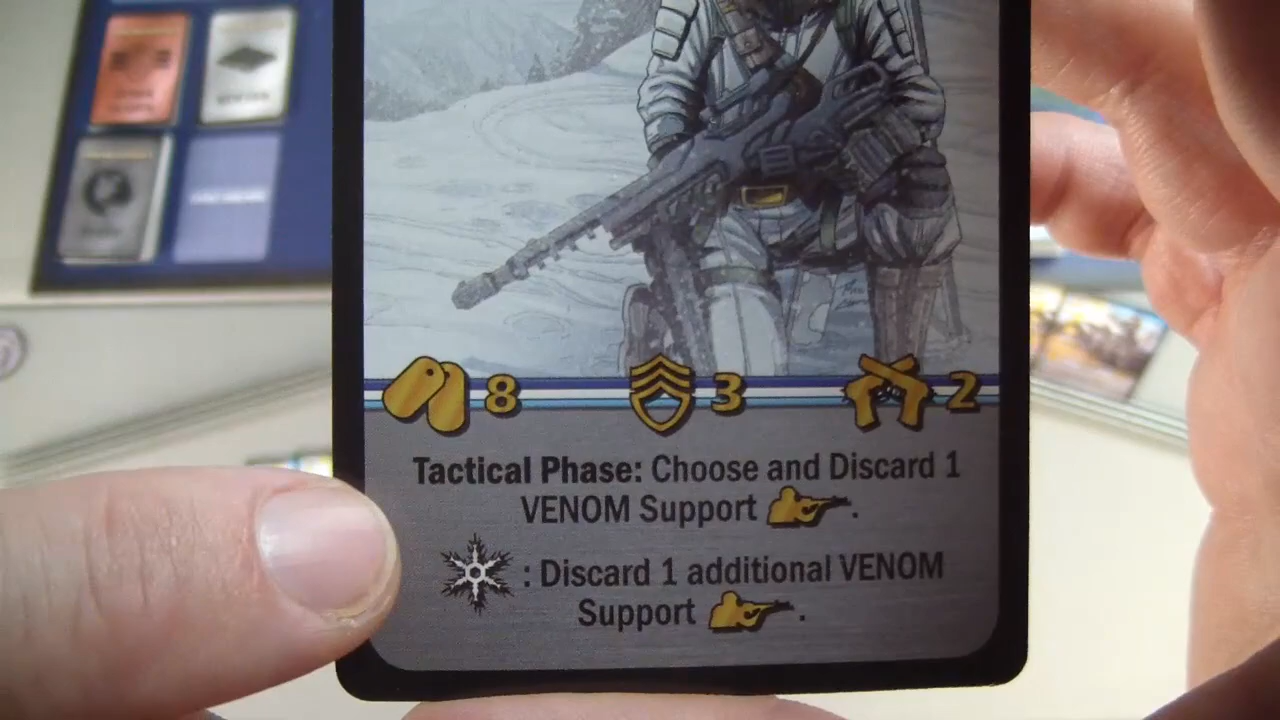 8 3 2
Tactical Phase: Choose and Discard 1
VENOM Support .
: Discard 1 additional VENOM
Support .